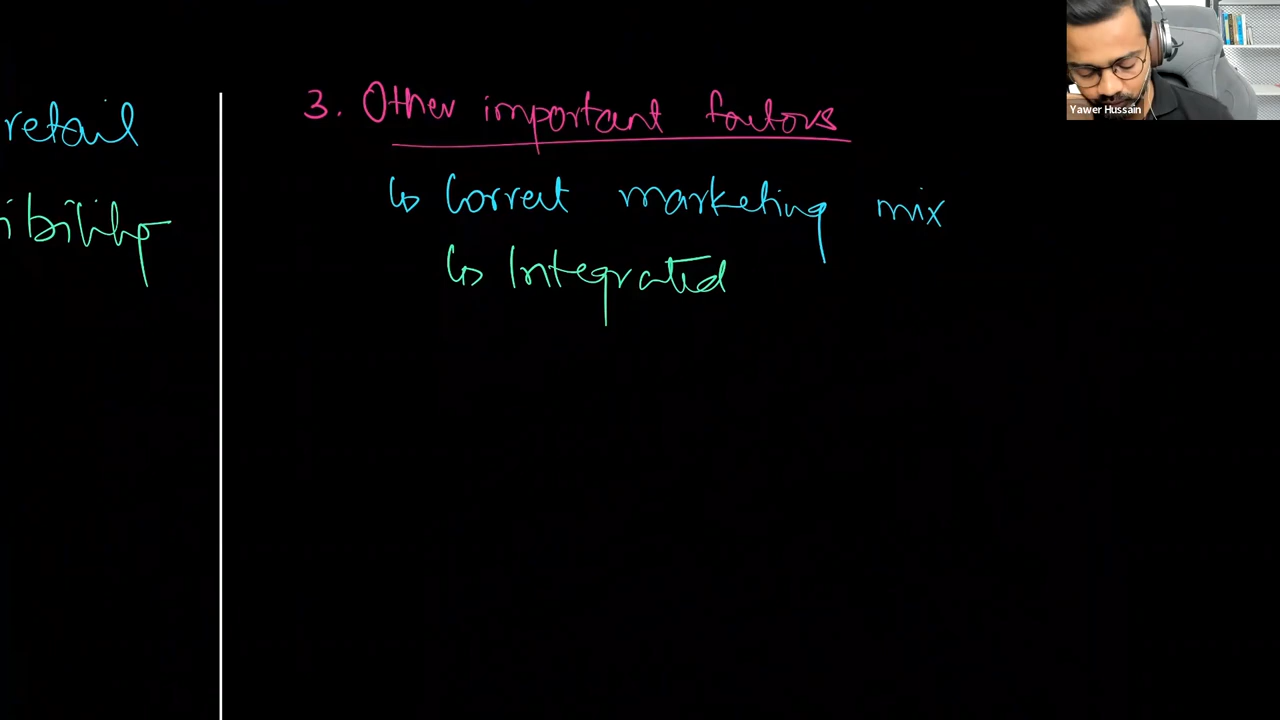 retail
ibility
3. Other important factors
↳ Correct marketing mix
↳ Integrated
Yawer Hussain